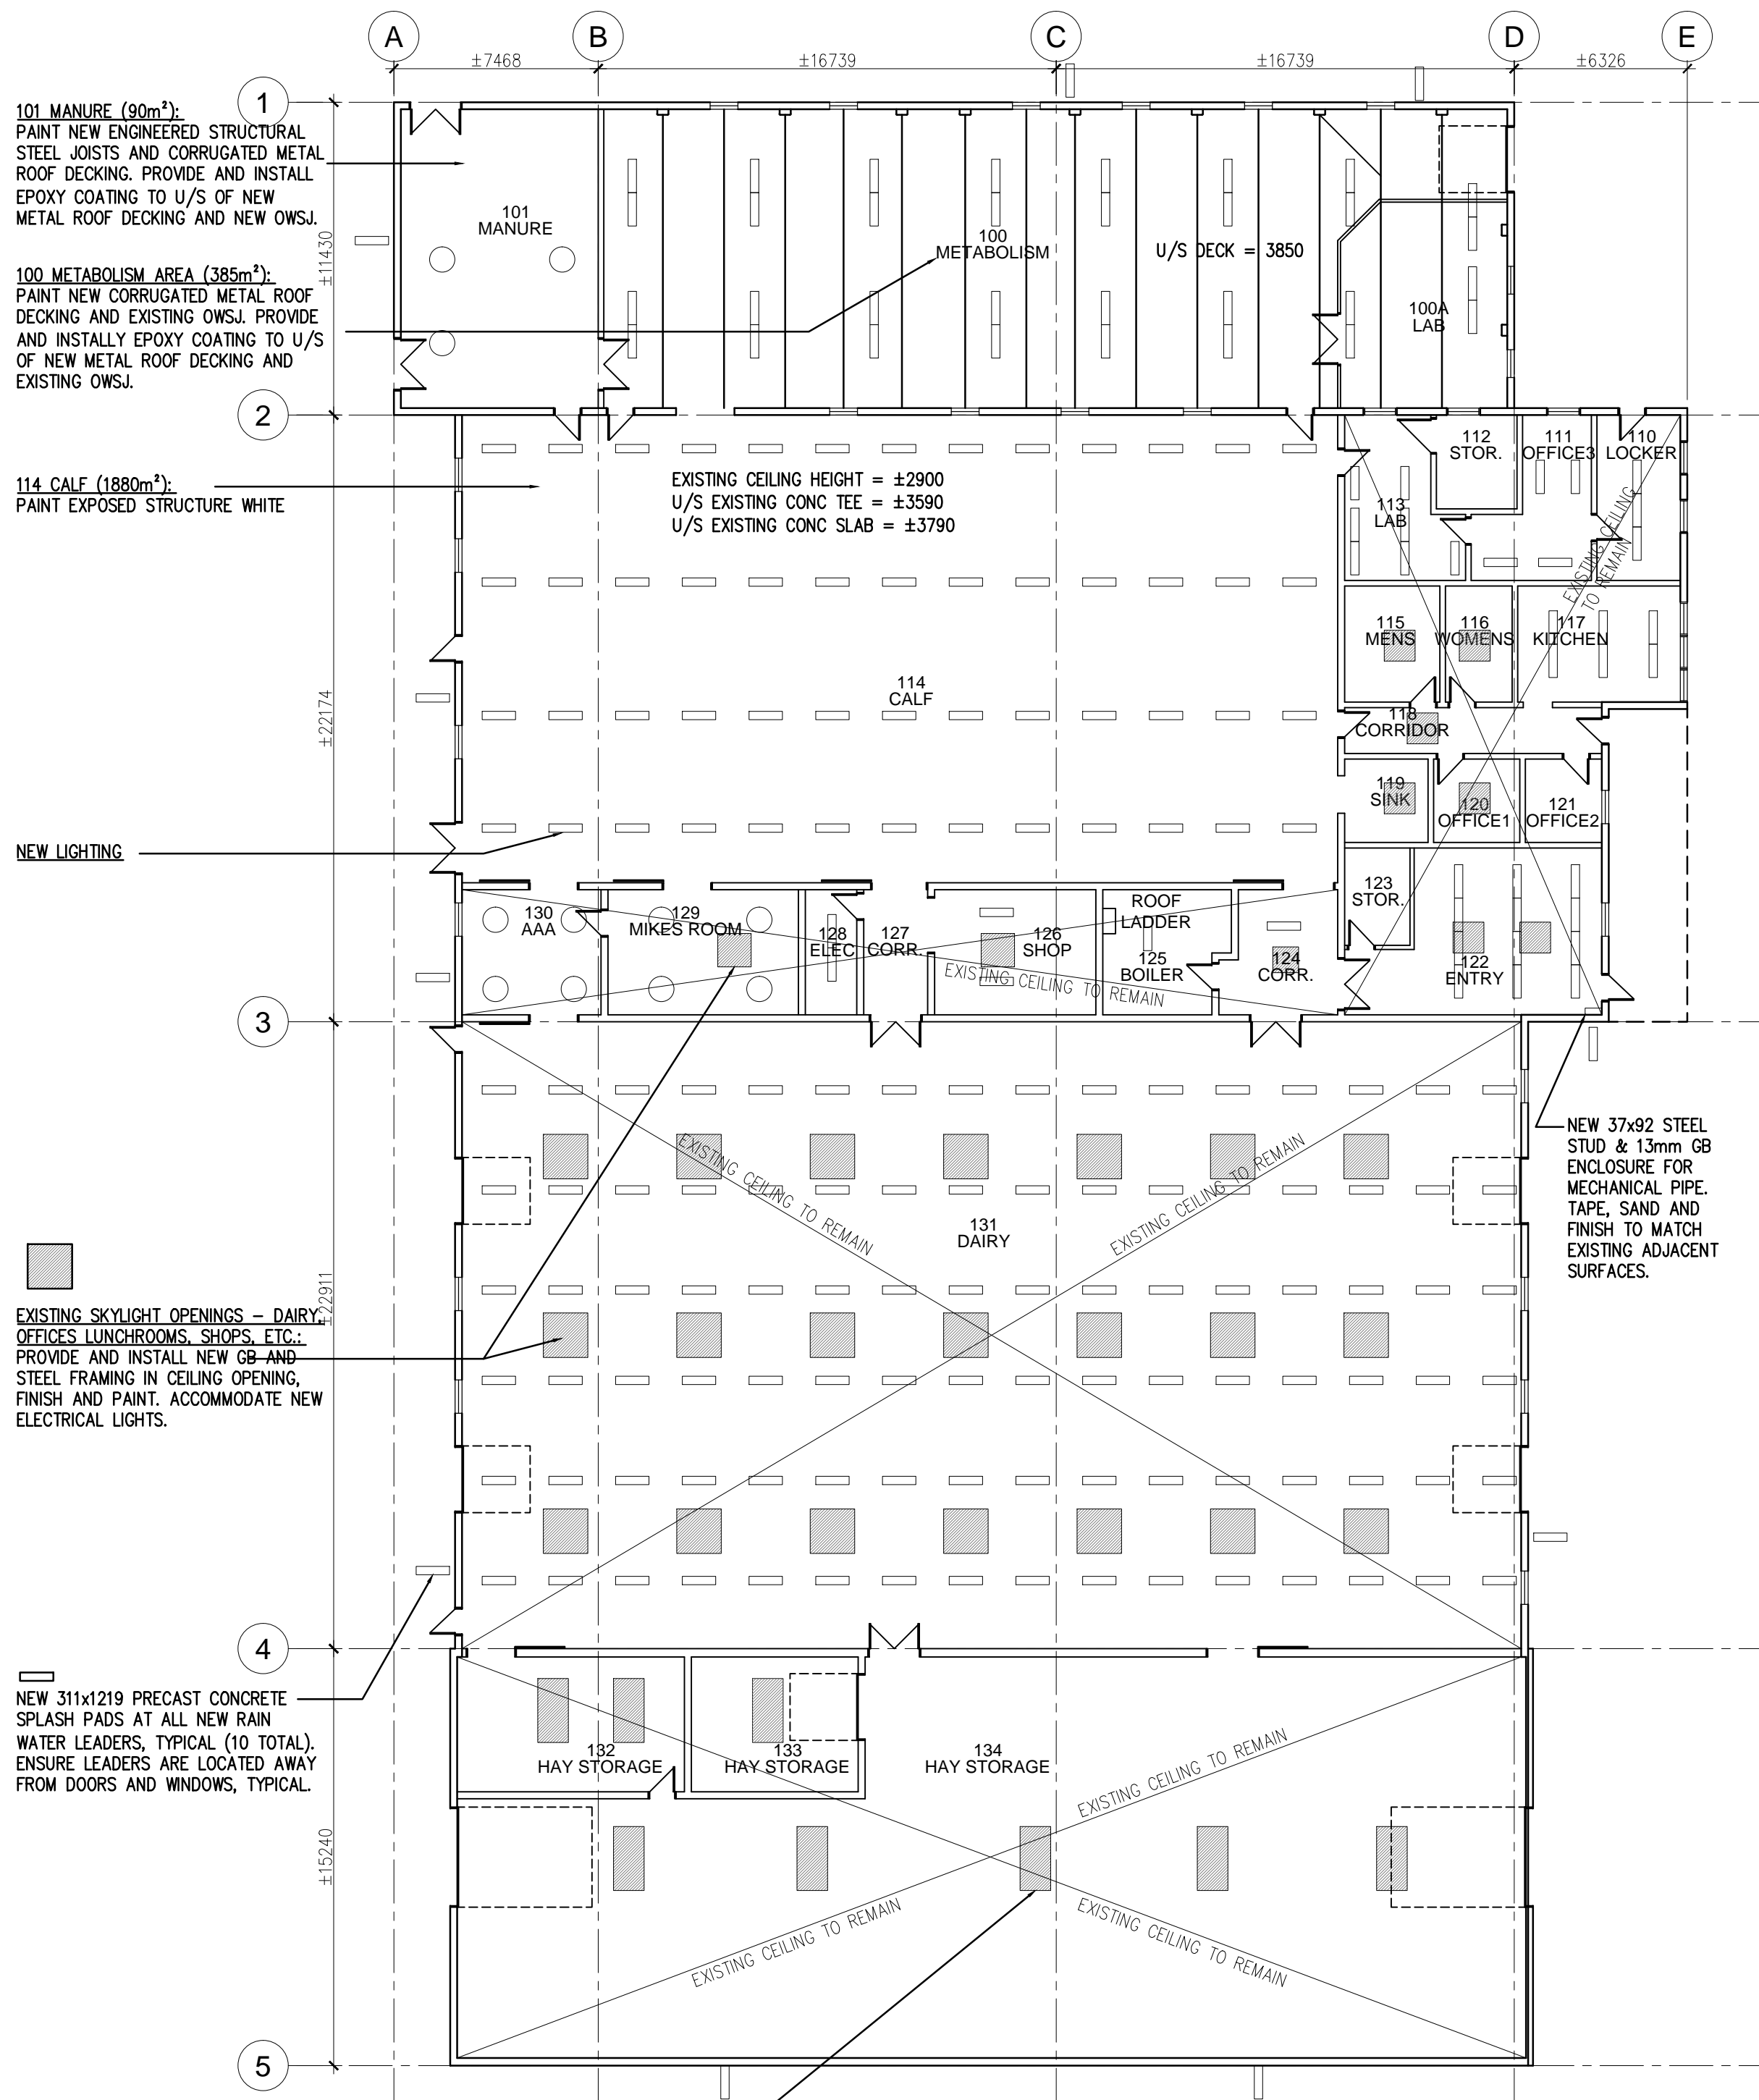 A
B
C
D
E
±7468
±16739
±16739
±6326
1
2
3
4
5
±11430
±22174
±22911
±15240
101 MANURE (90m²):
PAINT NEW ENGINEERED STRUCTURAL
STEEL JOISTS AND CORRUGATED METAL
ROOF DECKING. PROVIDE AND INSTALL
EPOXY COATING TO U/S OF NEW
METAL ROOF DECKING AND NEW OWSJ.
100 METABOLISM AREA (385m²):
PAINT NEW CORRUGATED METAL ROOF
DECKING AND EXISTING OWSJ. PROVIDE
AND INSTALLY EPOXY COATING TO U/S
OF NEW METAL ROOF DECKING AND
EXISTING OWSJ.
114 CALF (1880m²):
PAINT EXPOSED STRUCTURE WHITE
NEW LIGHTING
EXISTING SKYLIGHT OPENINGS – DAIRY,
OFFICES LUNCHROOMS, SHOPS, ETC.:
PROVIDE AND INSTALL NEW GB AND
STEEL FRAMING IN CEILING OPENING,
FINISH AND PAINT. ACCOMMODATE NEW
ELECTRICAL LIGHTS.
NEW 311x1219 PRECAST CONCRETE
SPLASH PADS AT ALL NEW RAIN
WATER LEADERS, TYPICAL (10 TOTAL).
ENSURE LEADERS ARE LOCATED AWAY
FROM DOORS AND WINDOWS, TYPICAL.
101
MANURE
100
METABOLISM
U/S DECK = 3850
100A
LAB
EXISTING CEILING HEIGHT = ±2900
U/S EXISTING CONC TEE = ±3590
U/S EXISTING CONC SLAB = ±3790
112
STOR.
111
OFFICE3
110
LOCKER
113
LAB
EXISTING CEILING
TO REMAIN
115
MENS
116
WOMENS
117
KITCHEN
114
CALF
118
CORRIDOR
119
SINK
120
OFFICE1
121
OFFICE2
123
STOR.
122
ENTRY
130
AAA
129
MIKES ROOM
128
ELEC
127
CORR.
126
SHOP
ROOF
LADDER
125
BOILER
124
CORR.
EXISTING CEILING TO REMAIN
EXISTING CEILING TO REMAIN
EXISTING CEILING TO REMAIN
131
DAIRY
NEW 37x92 STEEL
STUD & 13mm GB
ENCLOSURE FOR
MECHANICAL PIPE.
TAPE, SAND AND
FINISH TO MATCH
EXISTING ADJACENT
SURFACES.
132
HAY STORAGE
133
HAY STORAGE
134
HAY STORAGE
EXISTING CEILING TO REMAIN
EXISTING CEILING TO REMAIN
EXISTING CEILING TO REMAIN